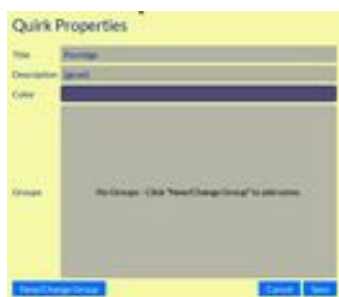 Quirk Properties
Title
Description
Color
Groups
No Groups - Click "New/Change Group" to add some
New/Change Group
Cancel
Save